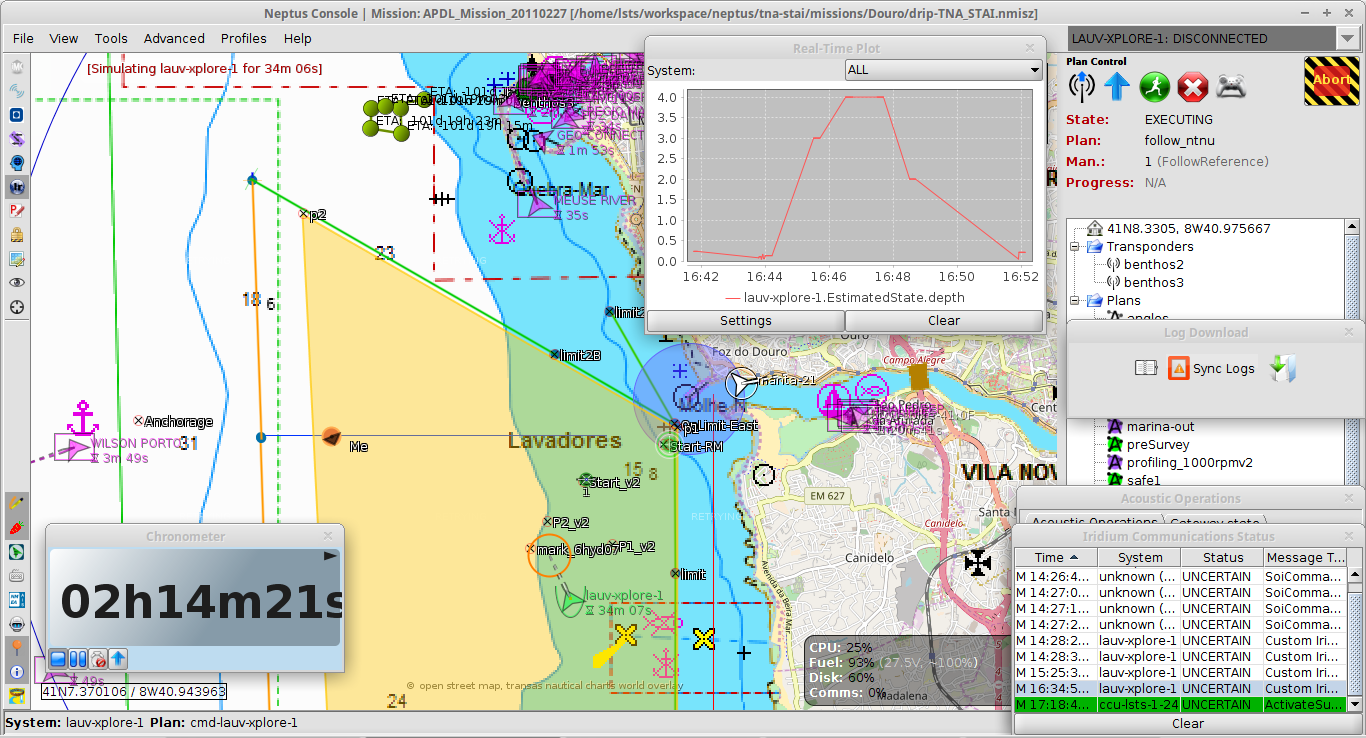 Neptus Console | Mission: APDL_Mission_20110227 [/home/lsts/workspace/neptus/tna-stai/missions/Douro/drip-TNA_STAI.nmisz]
File View Tools Advanced Profiles Help
LAUV-XPLORE-1: DISCONNECTED
[Simulating lauv-xplore-1 for 34m 06s]
Real-Time Plot
System: ALL
4.0
3.5
3.0
2.5
2.0
1.5
1.0
0.5
0.0
16:42 16:44 16:46 16:48 16:50 16:52
lauv-xplore-1.EstimatedState.depth
Settings Clear
Plan Control
Abort
State: EXECUTING
Plan: follow_ntnu
Man.: 1 (FollowReference)
Progress: N/A
41N8.3305, 8W40.975667
Transponders
benthos2
benthos3
Plans
angles
Log Download
Sync Logs
marina-out
preSurvey
profiling_1000rpmv2
safe1
Acoustic Operations
Acoustic Operations Gateway state
Iridium Communications Status
Time System Status Message T...
M 14:26:4... unknown (... UNCERTAIN SoiComma...
M 14:27:0... unknown (... UNCERTAIN SoiComma...
M 14:27:1... unknown (... UNCERTAIN SoiComma...
M 14:27:2... unknown (... UNCERTAIN SoiComma...
M 14:28:2... lauv-xplore-1 UNCERTAIN Custom Iri...
M 14:28:3... lauv-xplore-1 UNCERTAIN Custom Iri...
M 15:25:3... lauv-xplore-1 UNCERTAIN Custom Iri...
M 16:34:5... lauv-xplore-1 UNCERTAIN Custom Iri...
M 17:18:4... ccu-lsts-1-24 UNCERTAIN ActivateSu...
Clear
ETA: 101d 19h 23m
ETA: 101d 19h 15m
GEO CONNECT
1m 53s
MEUSE RIVER
35s
p2
23
18
6
limit2B
Foz do Douro
Campo Alegre
manta-21
Anchorage
31
WILSON PORTO
3m 49s
Me
Lavadores
Limit-East
Start-RM
15
8
Start_v2
1
P2_v2
mark_6hyd07
P1_v2
limit
lauv-xplore-1
34m 07s
EM 627
VILA NOV
Santa
Canidelo
Canidelo
Avenida da Beira Mar
Madalena
CPU: 25%
Fuel: 93% (27.5V, ~100%)
Disk: 60%
Comms: 0%
Chronometer
02h14m21s
49s
41N7.370106 / 8W40.943963
24
© open street map, transas nautical charts world overlay
System: lauv-xplore-1 Plan: cmd-lauv-xplore-1